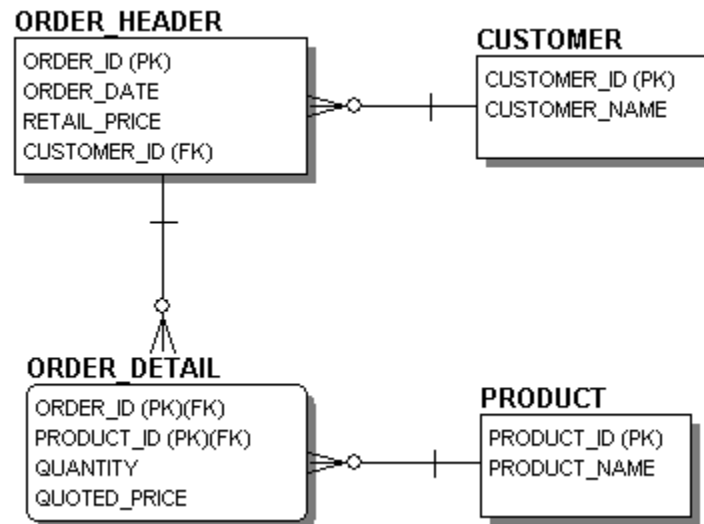 ORDER_HEADER
ORDER_ID (PK)
ORDER_DATE
RETAIL_PRICE
CUSTOMER_ID (FK)
CUSTOMER
CUSTOMER_ID (PK)
CUSTOMER_NAME
ORDER_DETAIL
ORDER_ID (PK)(FK)
PRODUCT_ID (PK)(FK)
QUANTITY
QUOTED_PRICE
PRODUCT
PRODUCT_ID (PK)
PRODUCT_NAME